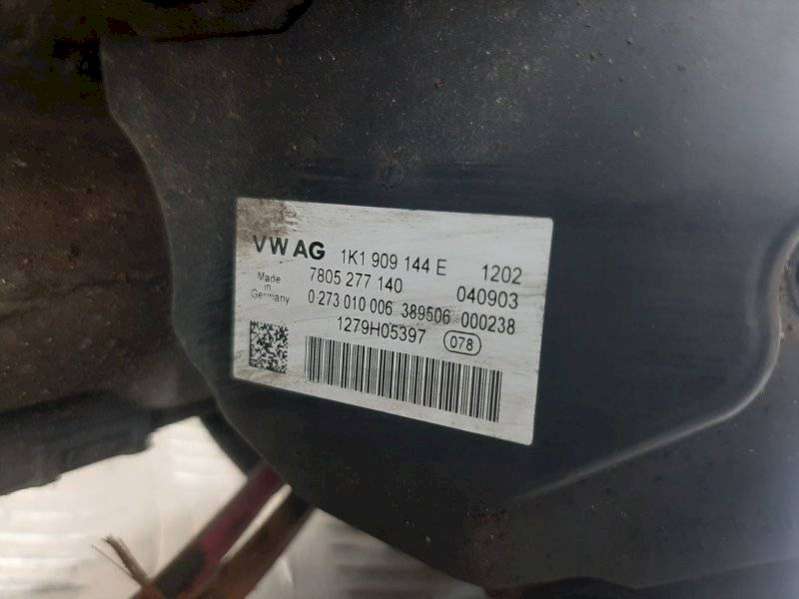 VW AG 1K1 909 144 E 1202
Made in Germany 7805 277 140 040903
0 273 010 006 389506 000238
1279H05397 078